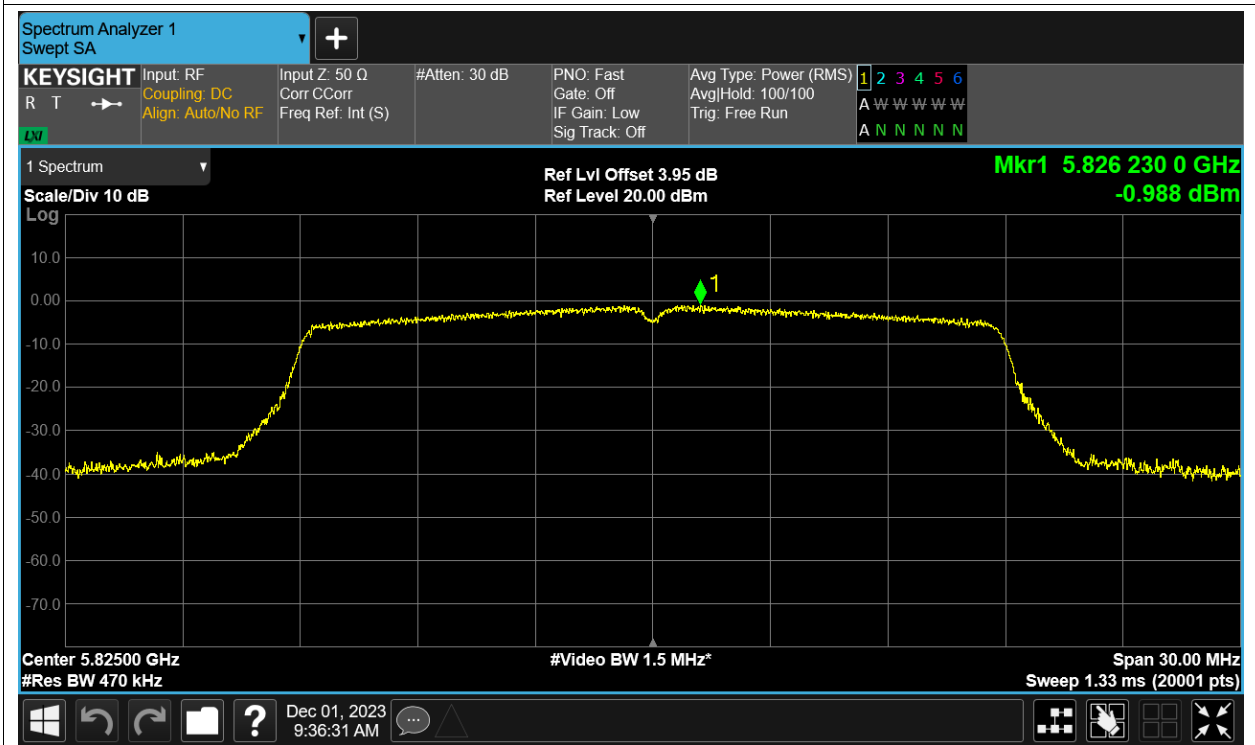 Spectrum Analyzer 1
Swept SA
KEYSIGHT
R T
LXI
Input: RF
Coupling: DC
Align: Auto/No RF
Input Z: 50 Ω
Corr CCorr
Freq Ref: Int (S)
#Atten: 30 dB
PNO: Fast
Gate: Off
IF Gain: Low
Sig Track: Off
Avg Type: Power (RMS)
Avg|Hold: 100/100
Trig: Free Run
1 2 3 4 5 6
A W W W W W
A N N N N N
1 Spectrum
Scale/Div 10 dB
Log
Ref Lvl Offset 3.95 dB
Ref Level 20.00 dBm
Mkr1 5.826 230 0 GHz
-0.988 dBm
1
10.0
0.00
-10.0
-20.0
-30.0
-40.0
-50.0
-60.0
-70.0
Center 5.82500 GHz
#Res BW 470 kHz
#Video BW 1.5 MHz*
Span 30.00 MHz
Sweep 1.33 ms (20001 pts)
?
Dec 01, 2023
9:36:31 AM